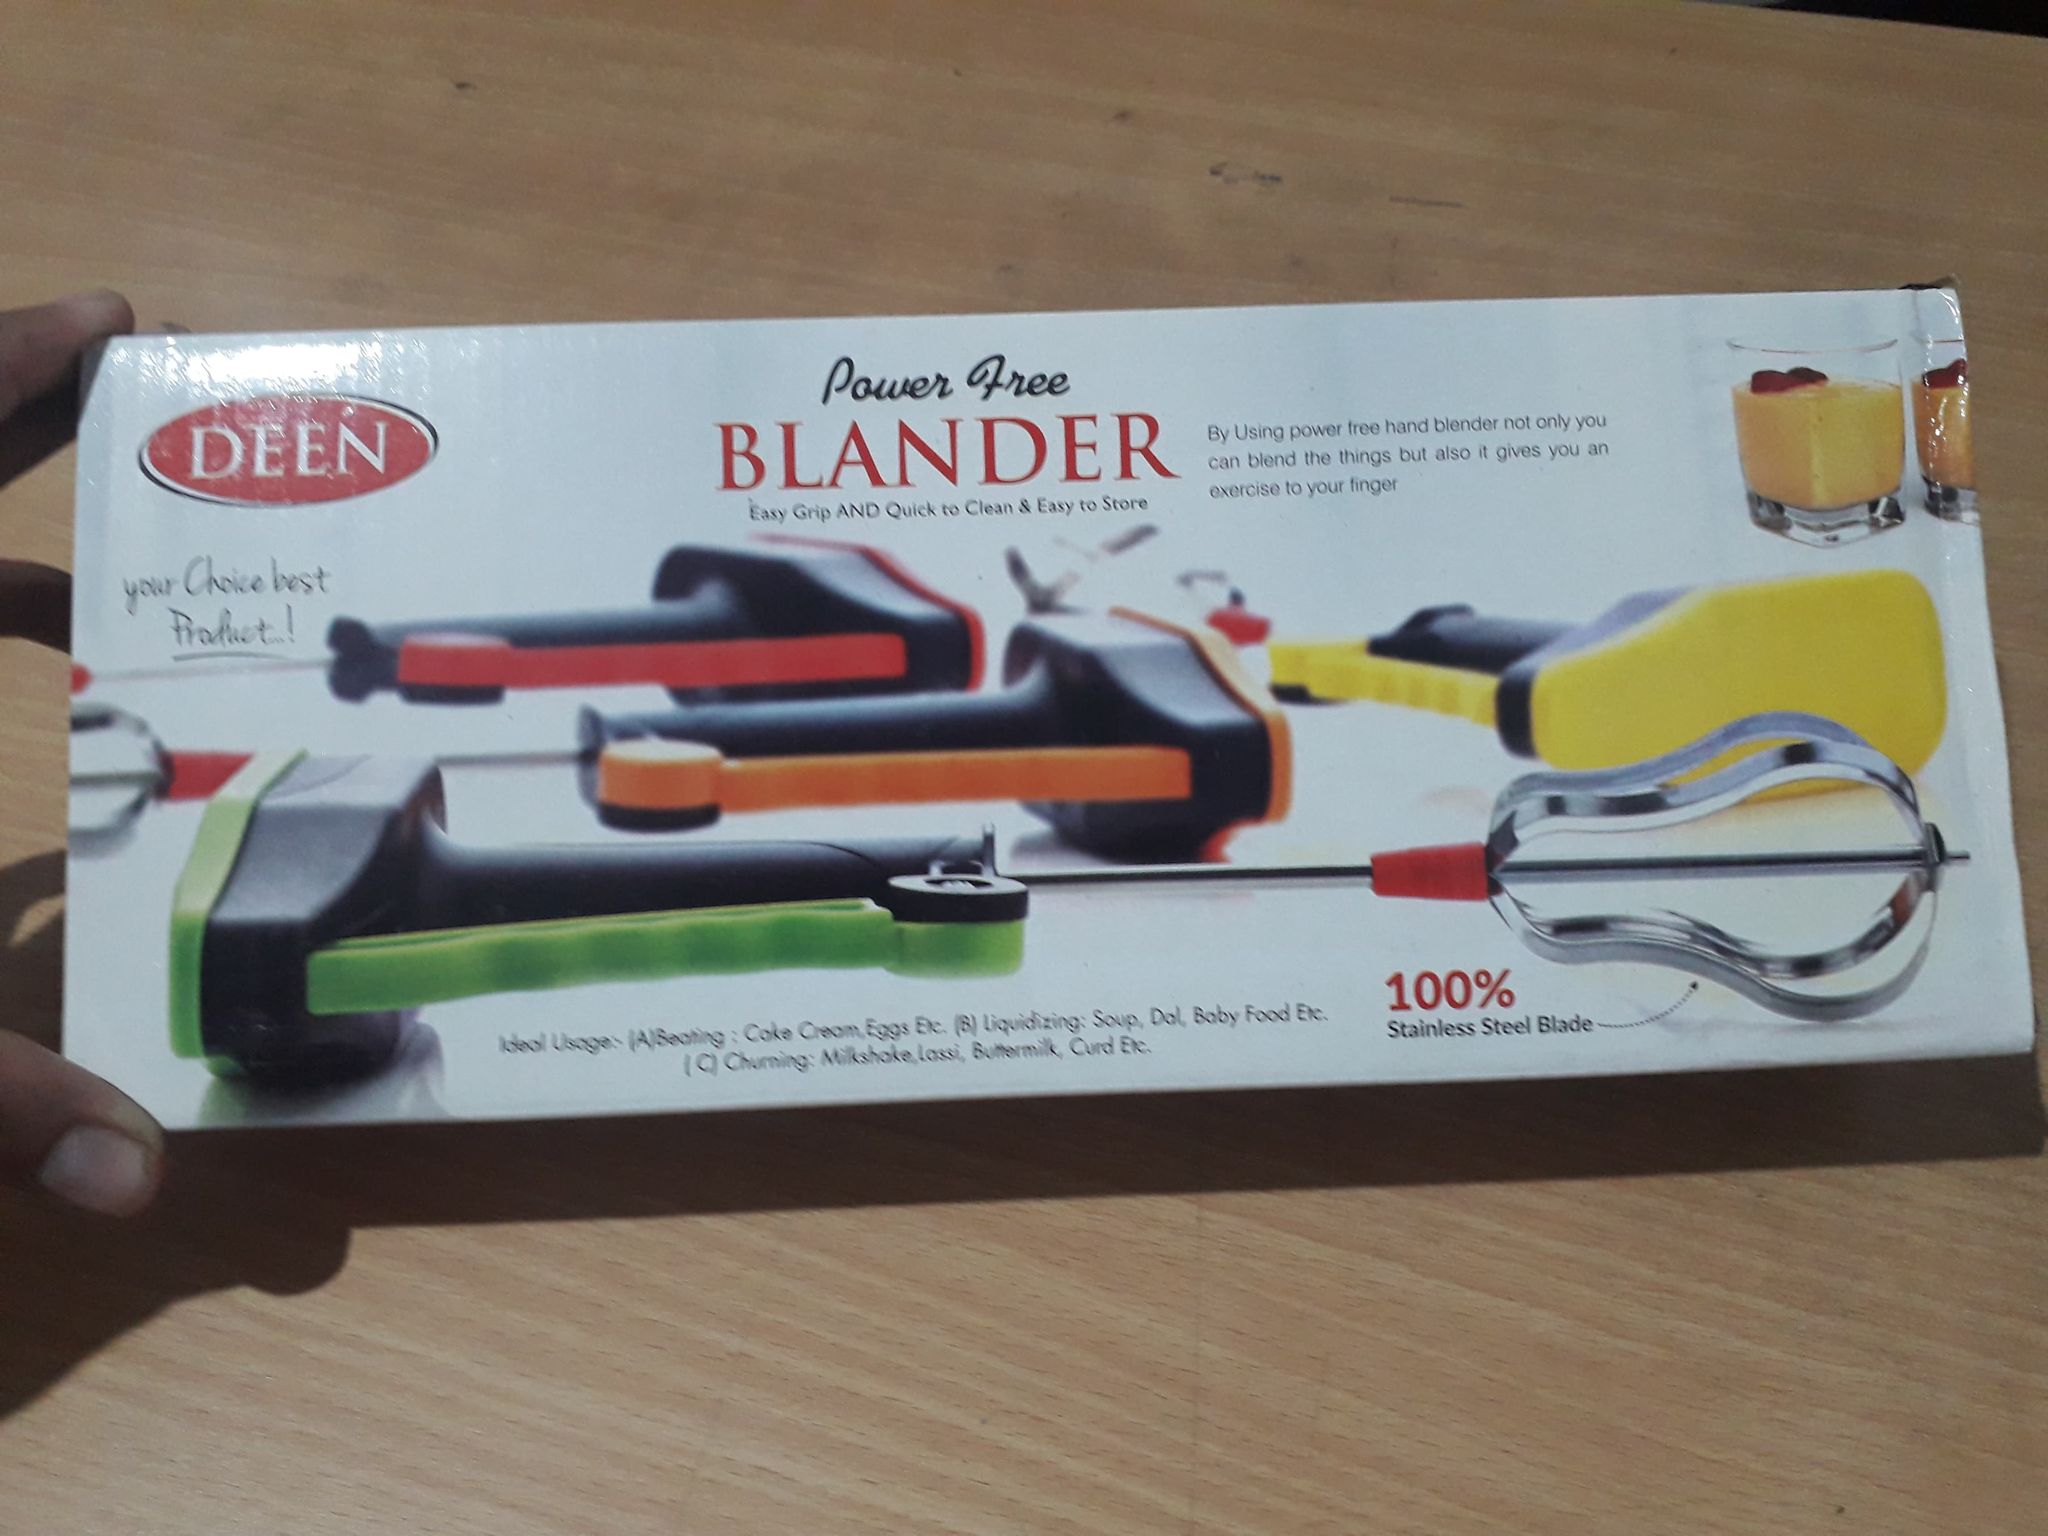 DEEN
Power Free
BLANDER
Easy Grip AND Quick to Clean & Easy to Store
By Using power free hand blender not only you
can blend the things but also it gives you an
exercise to your finger
your Choice best
Product...!
100%
Stainless Steel Blade
Ideal Usage:- (A)Beating : Cake Cream,Eggs Etc. (B) Liquidizing: Soup, Dal, Baby Food Etc.
( C) Churning: Milkshake,Lassi, Buttermilk, Curd Etc.